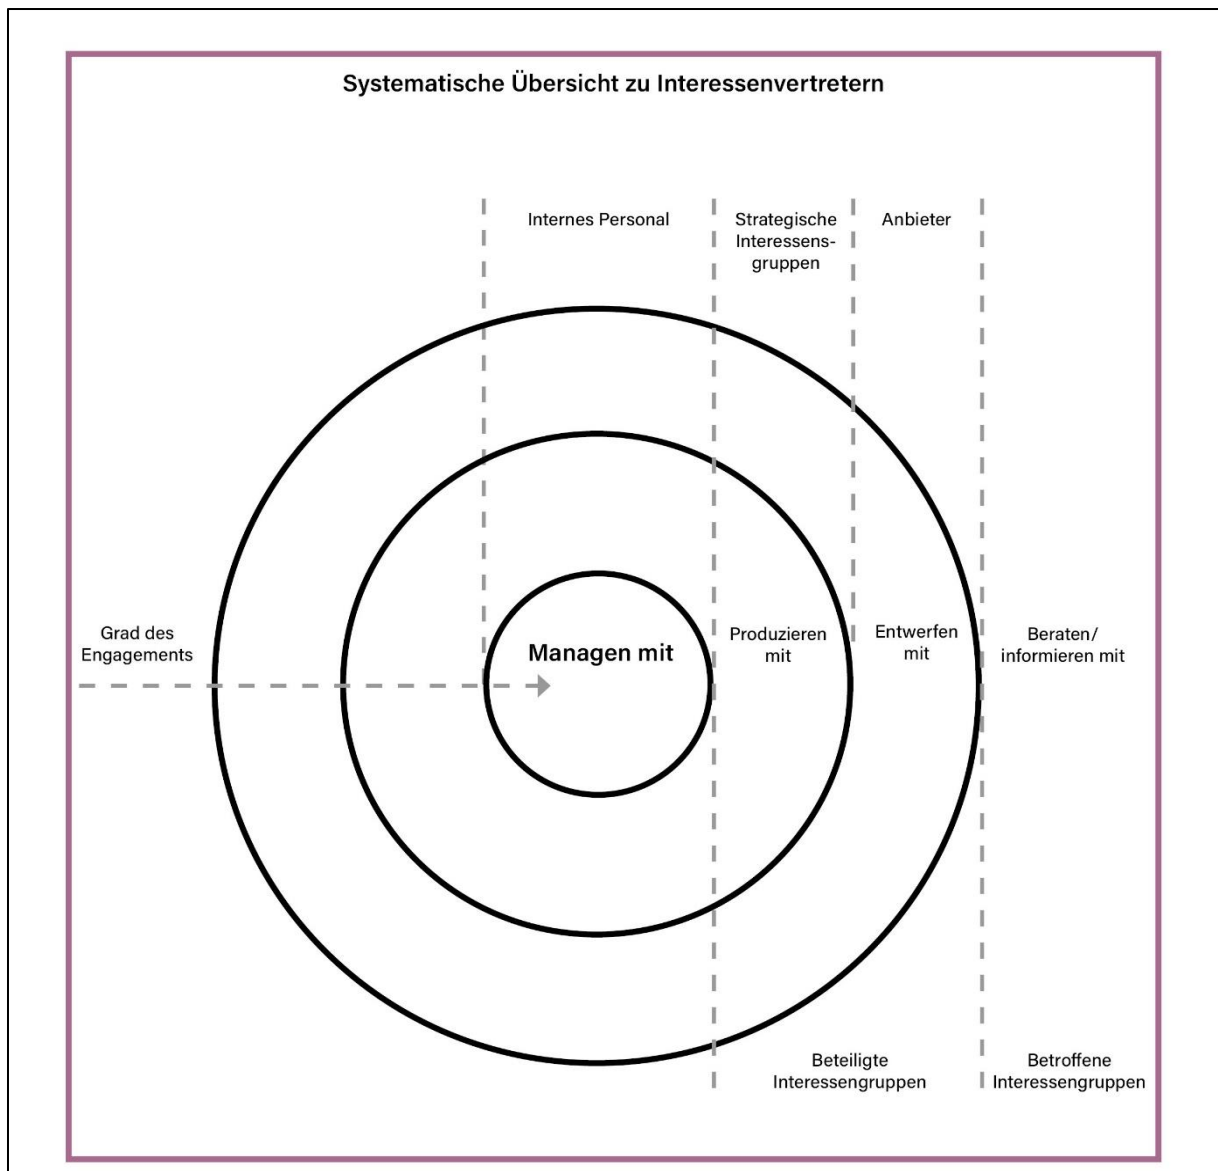 Systematische Übersicht zu Interessenvertretern
Internes Personal
Strategische
Interessens-
gruppen
Anbieter
Grad des
Engagements
Managen mit
Produzieren
mit
Entwerfen
mit
Beraten/
informieren mit
Beteiligte
Interessengruppen
Betroffene
Interessengruppen